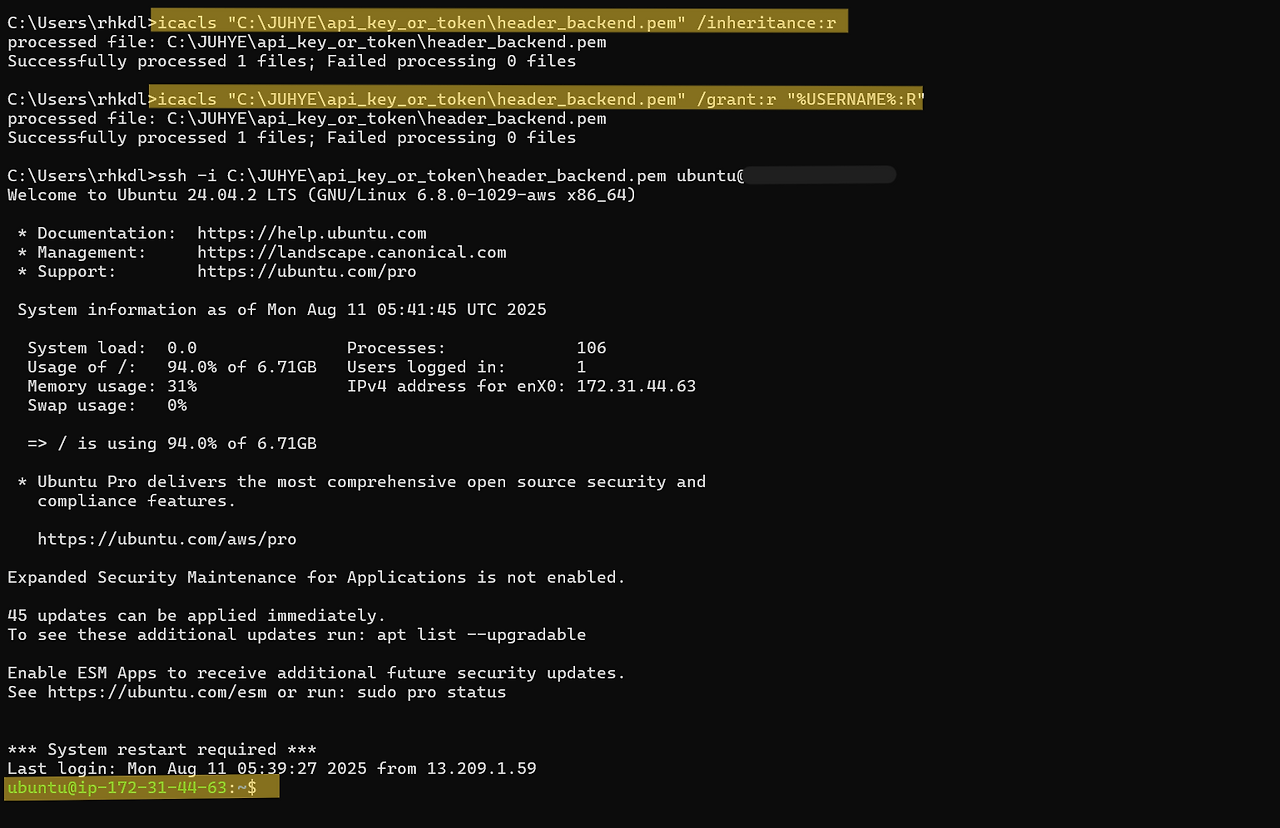 C:\Users\rhkdl>icacls "C:\JUHYE\api_key_or_token\header_backend.pem" /inheritance:r
processed file: C:\JUHYE\api_key_or_token\header_backend.pem
Successfully processed 1 files; Failed processing 0 files
C:\Users\rhkdl>icacls "C:\JUHYE\api_key_or_token\header_backend.pem" /grant:r "%USERNAME%:R"
processed file: C:\JUHYE\api_key_or_token\header_backend.pem
Successfully processed 1 files; Failed processing 0 files
C:\Users\rhkdl>ssh -i C:\JUHYE\api_key_or_token\header_backend.pem ubuntu@
Welcome to Ubuntu 24.04.2 LTS (GNU/Linux 6.8.0-1029-aws x86_64)
* Documentation:  https://help.ubuntu.com
* Management:     https://landscape.canonical.com
* Support:        https://ubuntu.com/pro
System information as of Mon Aug 11 05:41:45 UTC 2025
System load:  0.0               Processes:             106
Usage of /:   94.0% of 6.71GB   Users logged in:       1
Memory usage: 31%               IPv4 address for enX0: 172.31.44.63
Swap usage:   0%
=> / is using 94.0% of 6.71GB
* Ubuntu Pro delivers the most comprehensive open source security and
compliance features.
https://ubuntu.com/aws/pro
Expanded Security Maintenance for Applications is not enabled.
45 updates can be applied immediately.
To see these additional updates run: apt list --upgradable
Enable ESM Apps to receive additional future security updates.
See https://ubuntu.com/esm or run: sudo pro status
*** System restart required ***
Last login: Mon Aug 11 05:39:27 2025 from 13.209.1.59
ubuntu@ip-172-31-44-63:~$